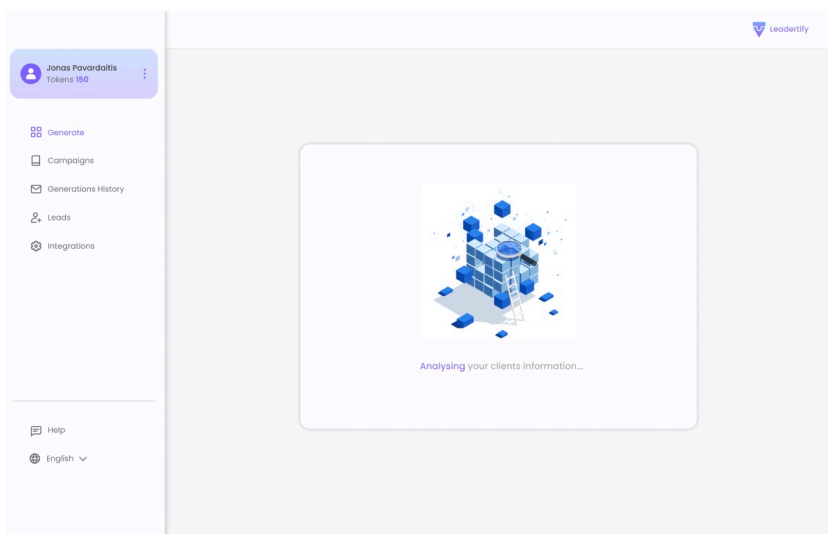 Leadertify
Jonas Pavardaitis
Tokens 150
Generate
Campaigns
Generations History
Leads
Integrations
Analysing your clients information...
Help
English